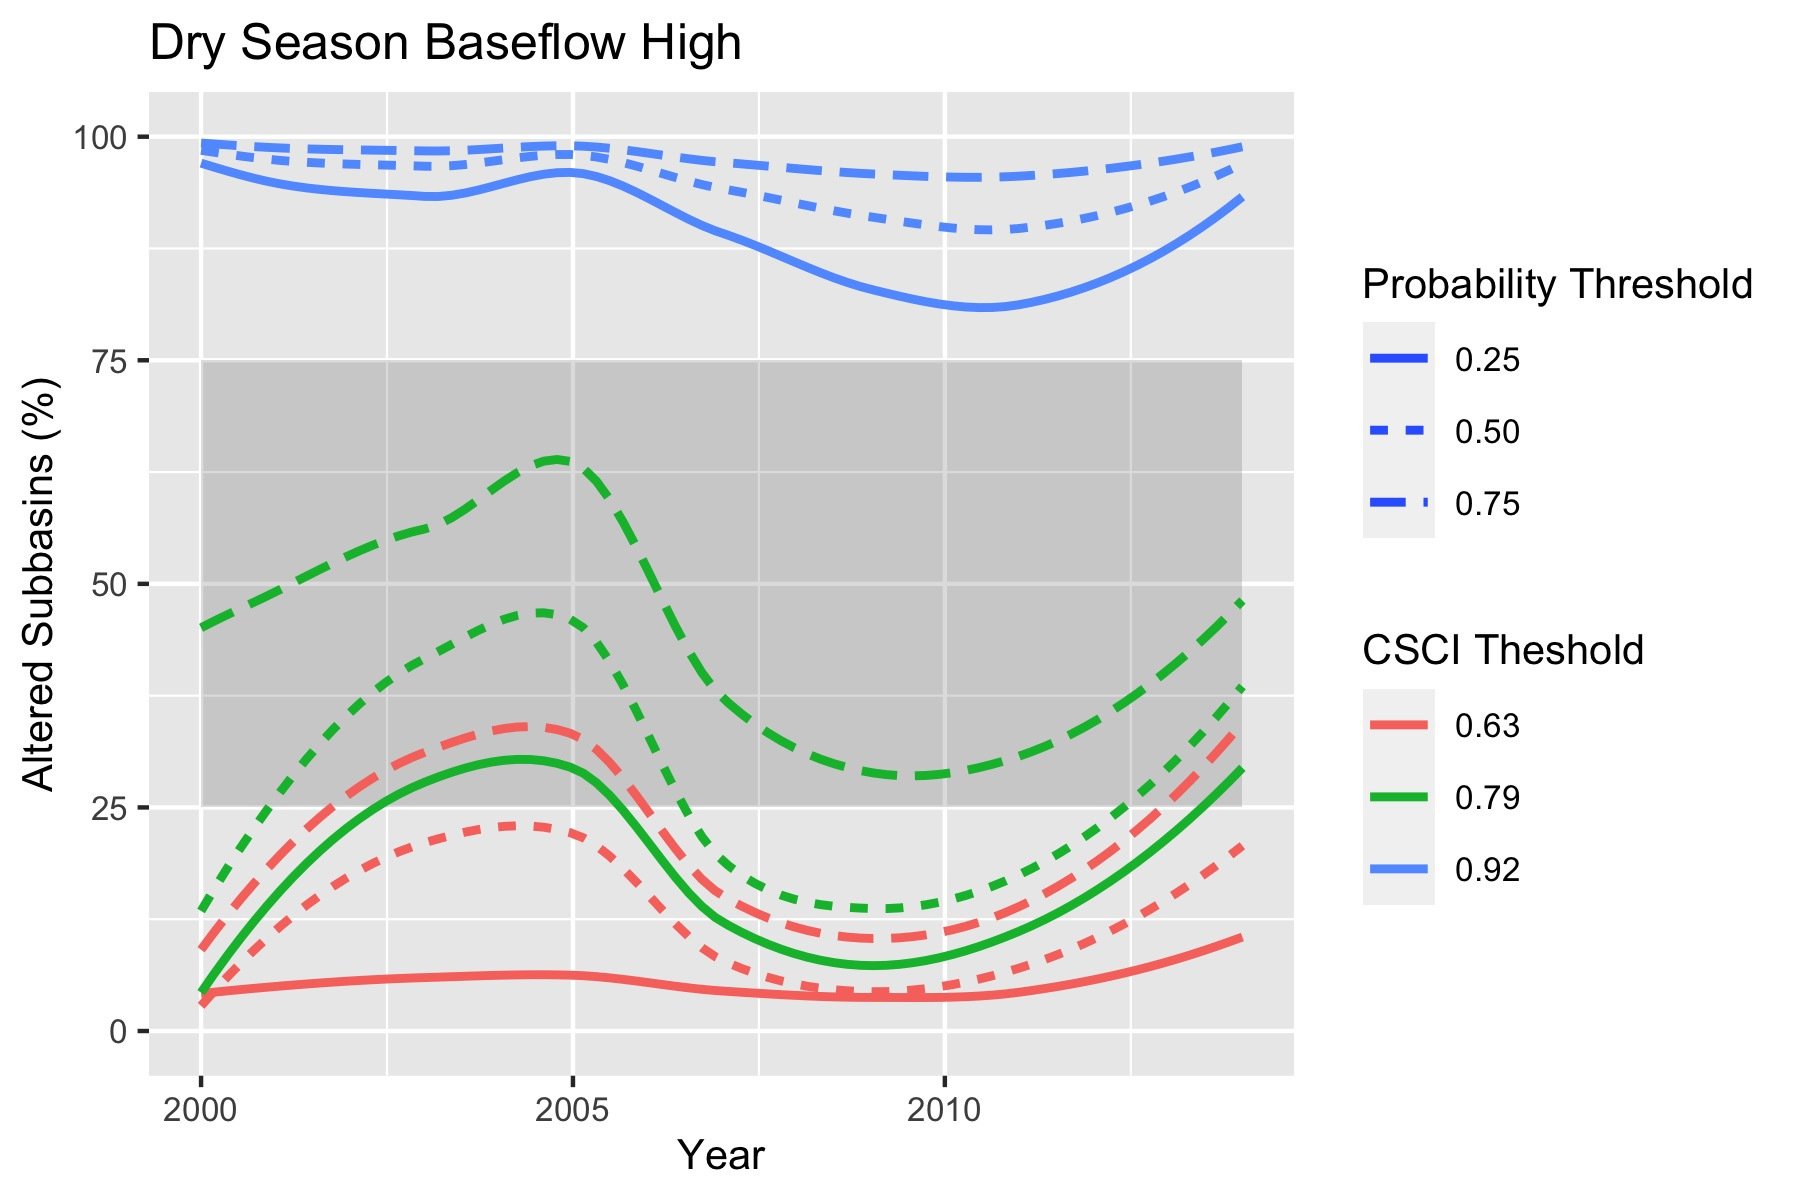 Dry Season Baseflow High
Altered Subbasins (%)
100
75
50
25
0
2000
2005
2010
Year
Probability Threshold
0.25
0.50
0.75
CSCI Theshold
0.63
0.79
0.92